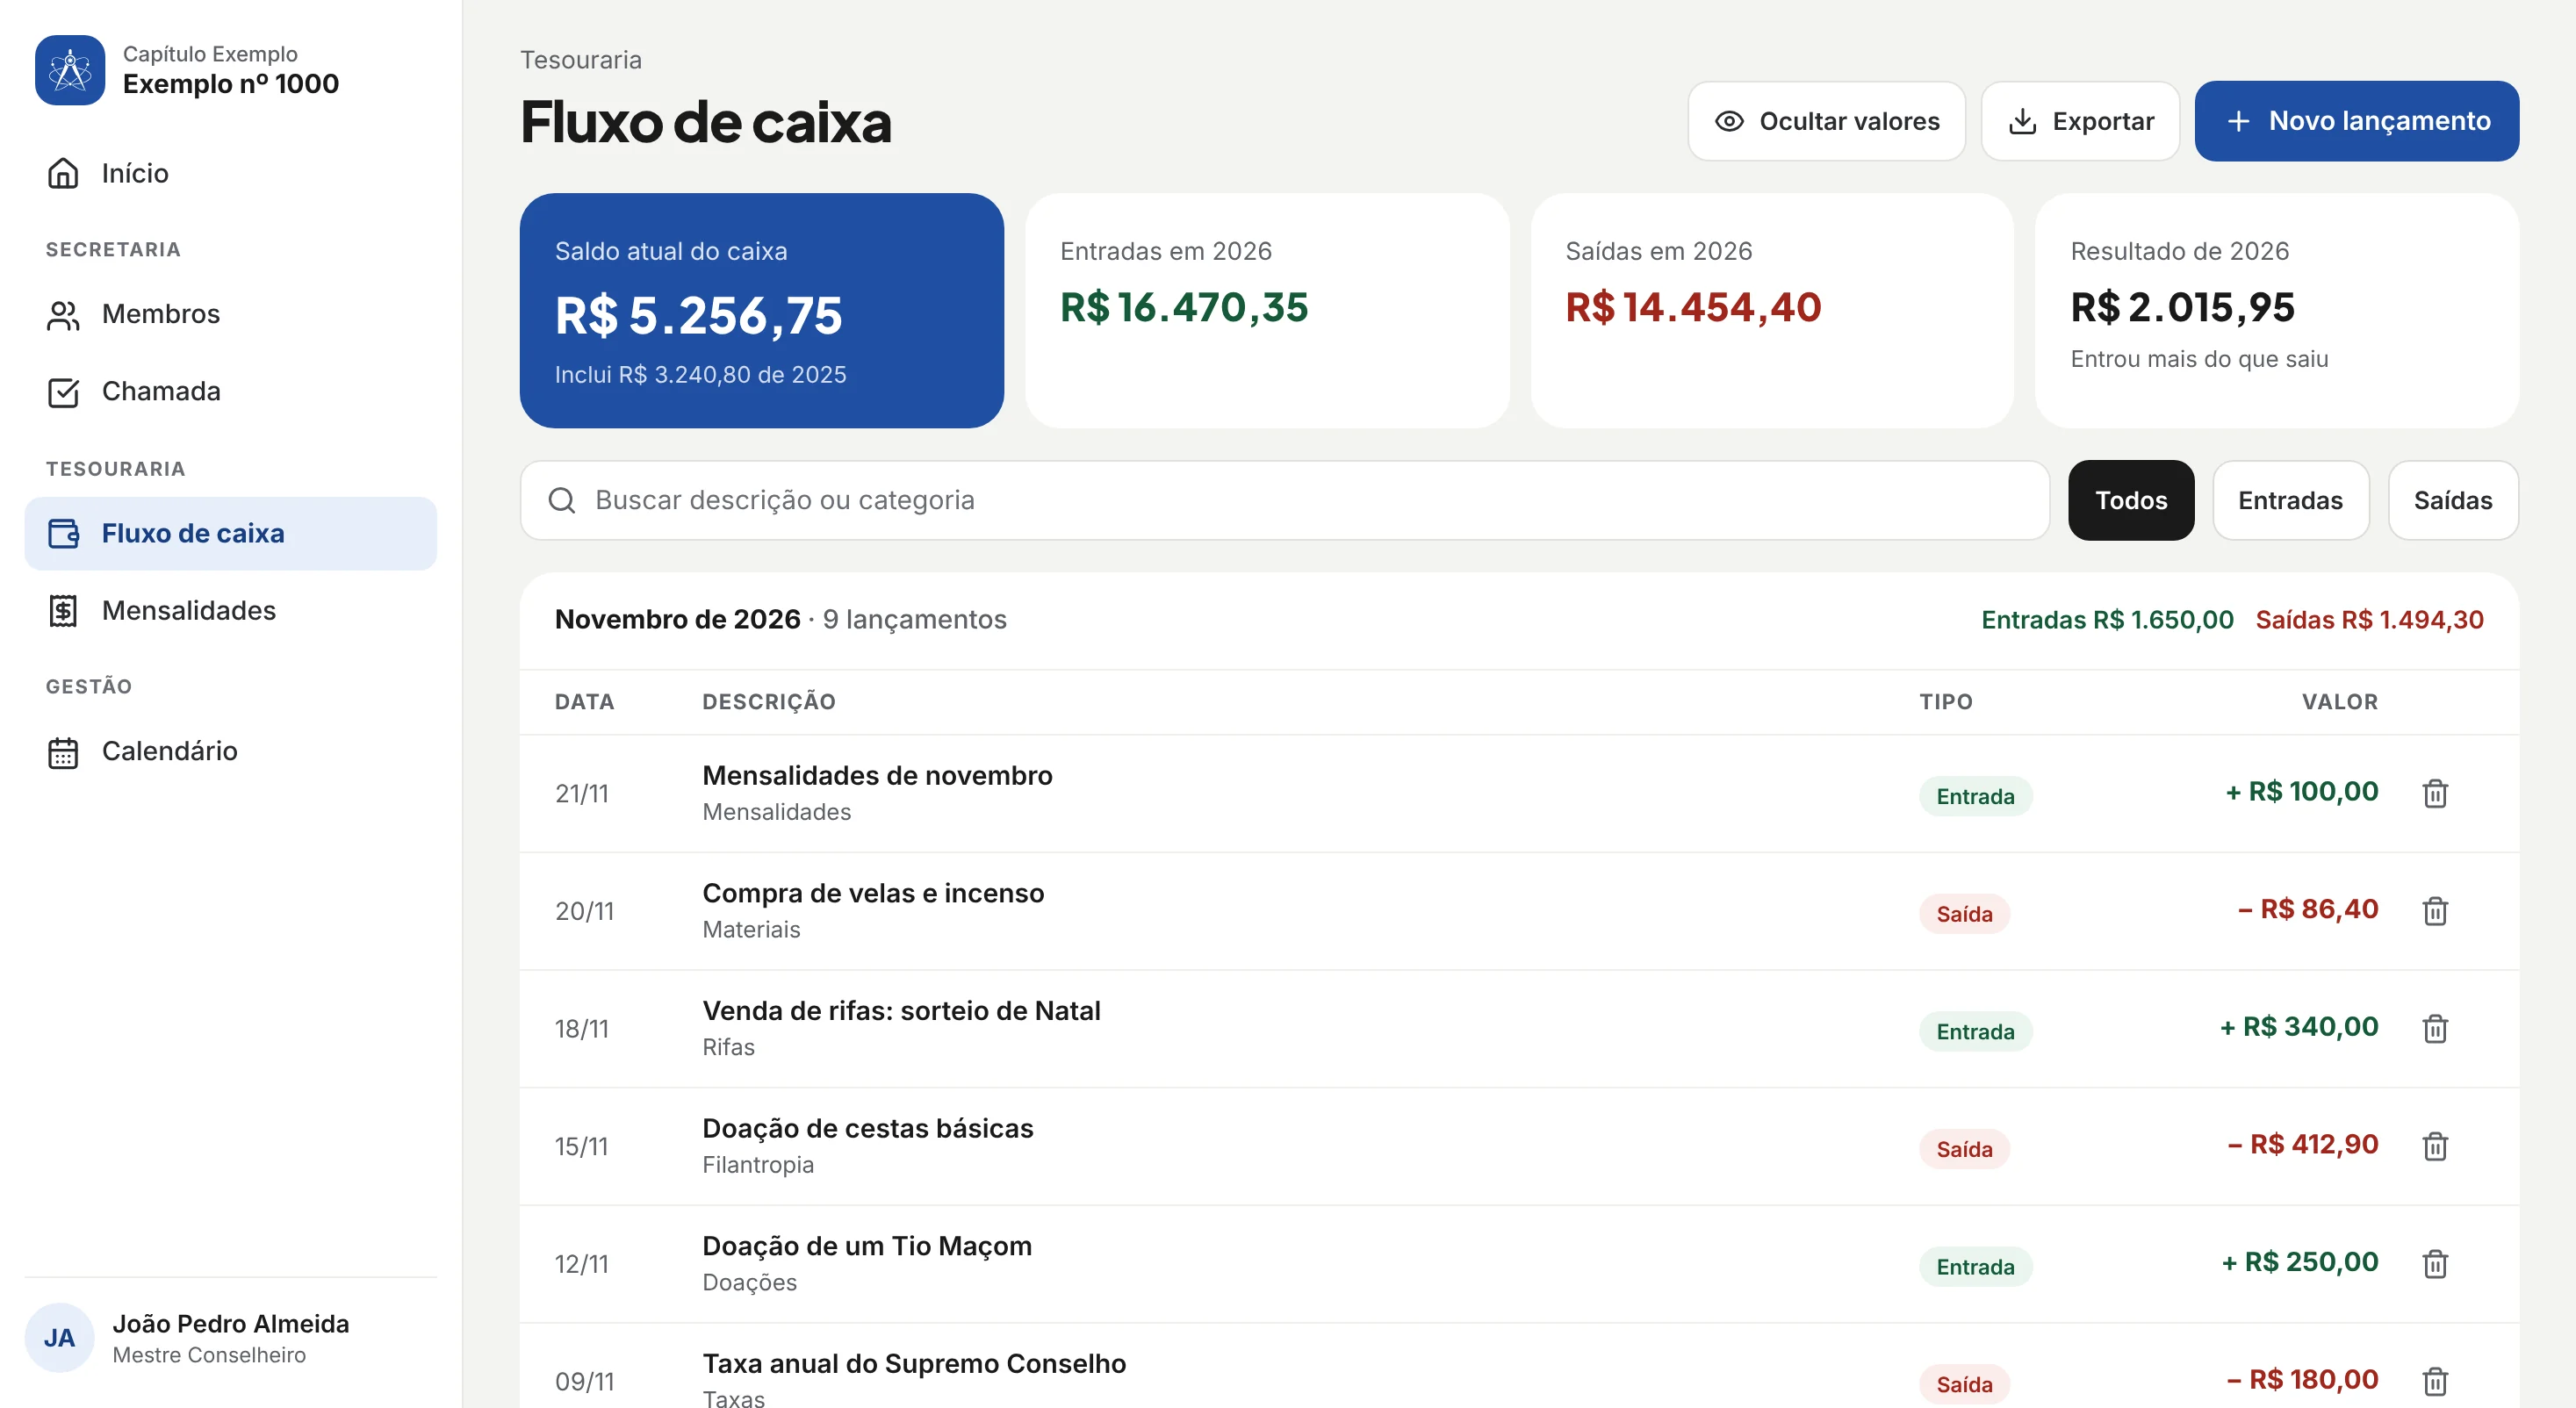 Capítulo Exemplo
Exemplo nº 1000
Início
SECRETARIA
Membros
Chamada
TESOURARIA
Fluxo de caixa
Mensalidades
GESTÃO
Calendário
JA
João Pedro Almeida
Mestre Conselheiro
Tesouraria
Fluxo de caixa
Ocultar valores
Exportar
Novo lançamento
Saldo atual do caixa
R$ 5.256,75
Inclui R$ 3.240,80 de 2025
Entradas em 2026
R$ 16.470,35
Saídas em 2026
R$ 14.454,40
Resultado de 2026
R$ 2.015,95
Entrou mais do que saiu
Buscar descrição ou categoria
Todos
Entradas
Saídas
Novembro de 2026 · 9 lançamentos
Entradas R$ 1.650,00 Saídas R$ 1.494,30
DATA DESCRIÇÃO TIPO VALOR
21/11 Mensalidades de novembro Entrada + R$ 100,00
Mensalidades
20/11 Compra de velas e incenso Saída – R$ 86,40
Materiais
18/11 Venda de rifas: sorteio de Natal Entrada + R$ 340,00
Rifas
15/11 Doação de cestas básicas Saída – R$ 412,90
Filantropia
12/11 Doação de um Tio Maçom Entrada + R$ 250,00
Doações
09/11 Taxa anual do Supremo Conselho Saída – R$ 180,00
Taxas